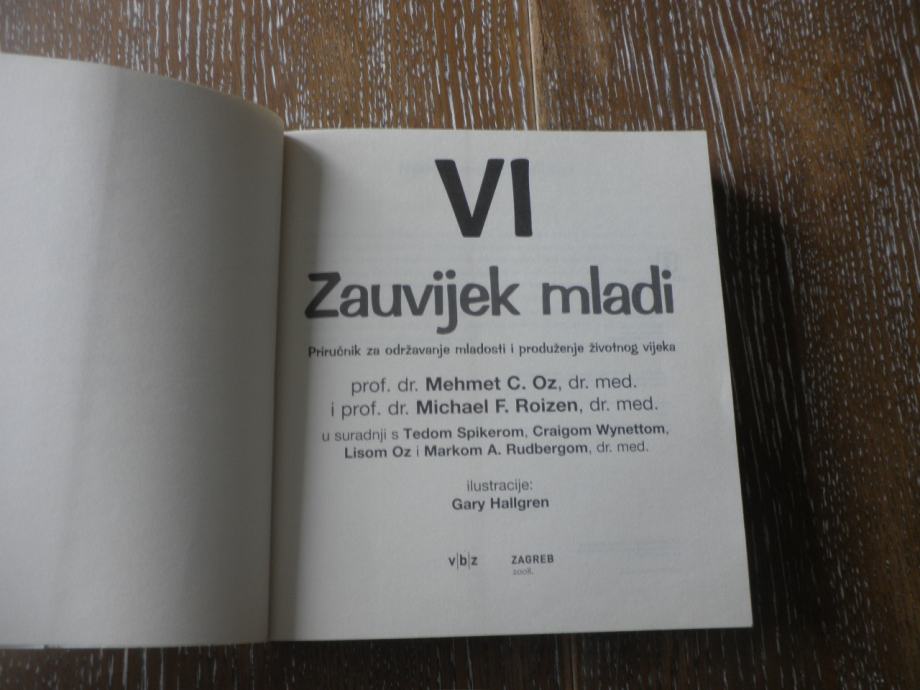 VI
Zauvijek mladi
Priručnik za održavanje mladosti i produženje životnog vijeka
prof. dr. Mehmet C. Oz, dr. med.
i prof. dr. Michael F. Roizen, dr. med.
u suradnji s Tedom Spikerom, Craigom Wynettom,
Lisom Oz i Markom A. Rudbergom, dr. med.
ilustracije:
Gary Hallgren
v|b|z ZAGREB
2008.